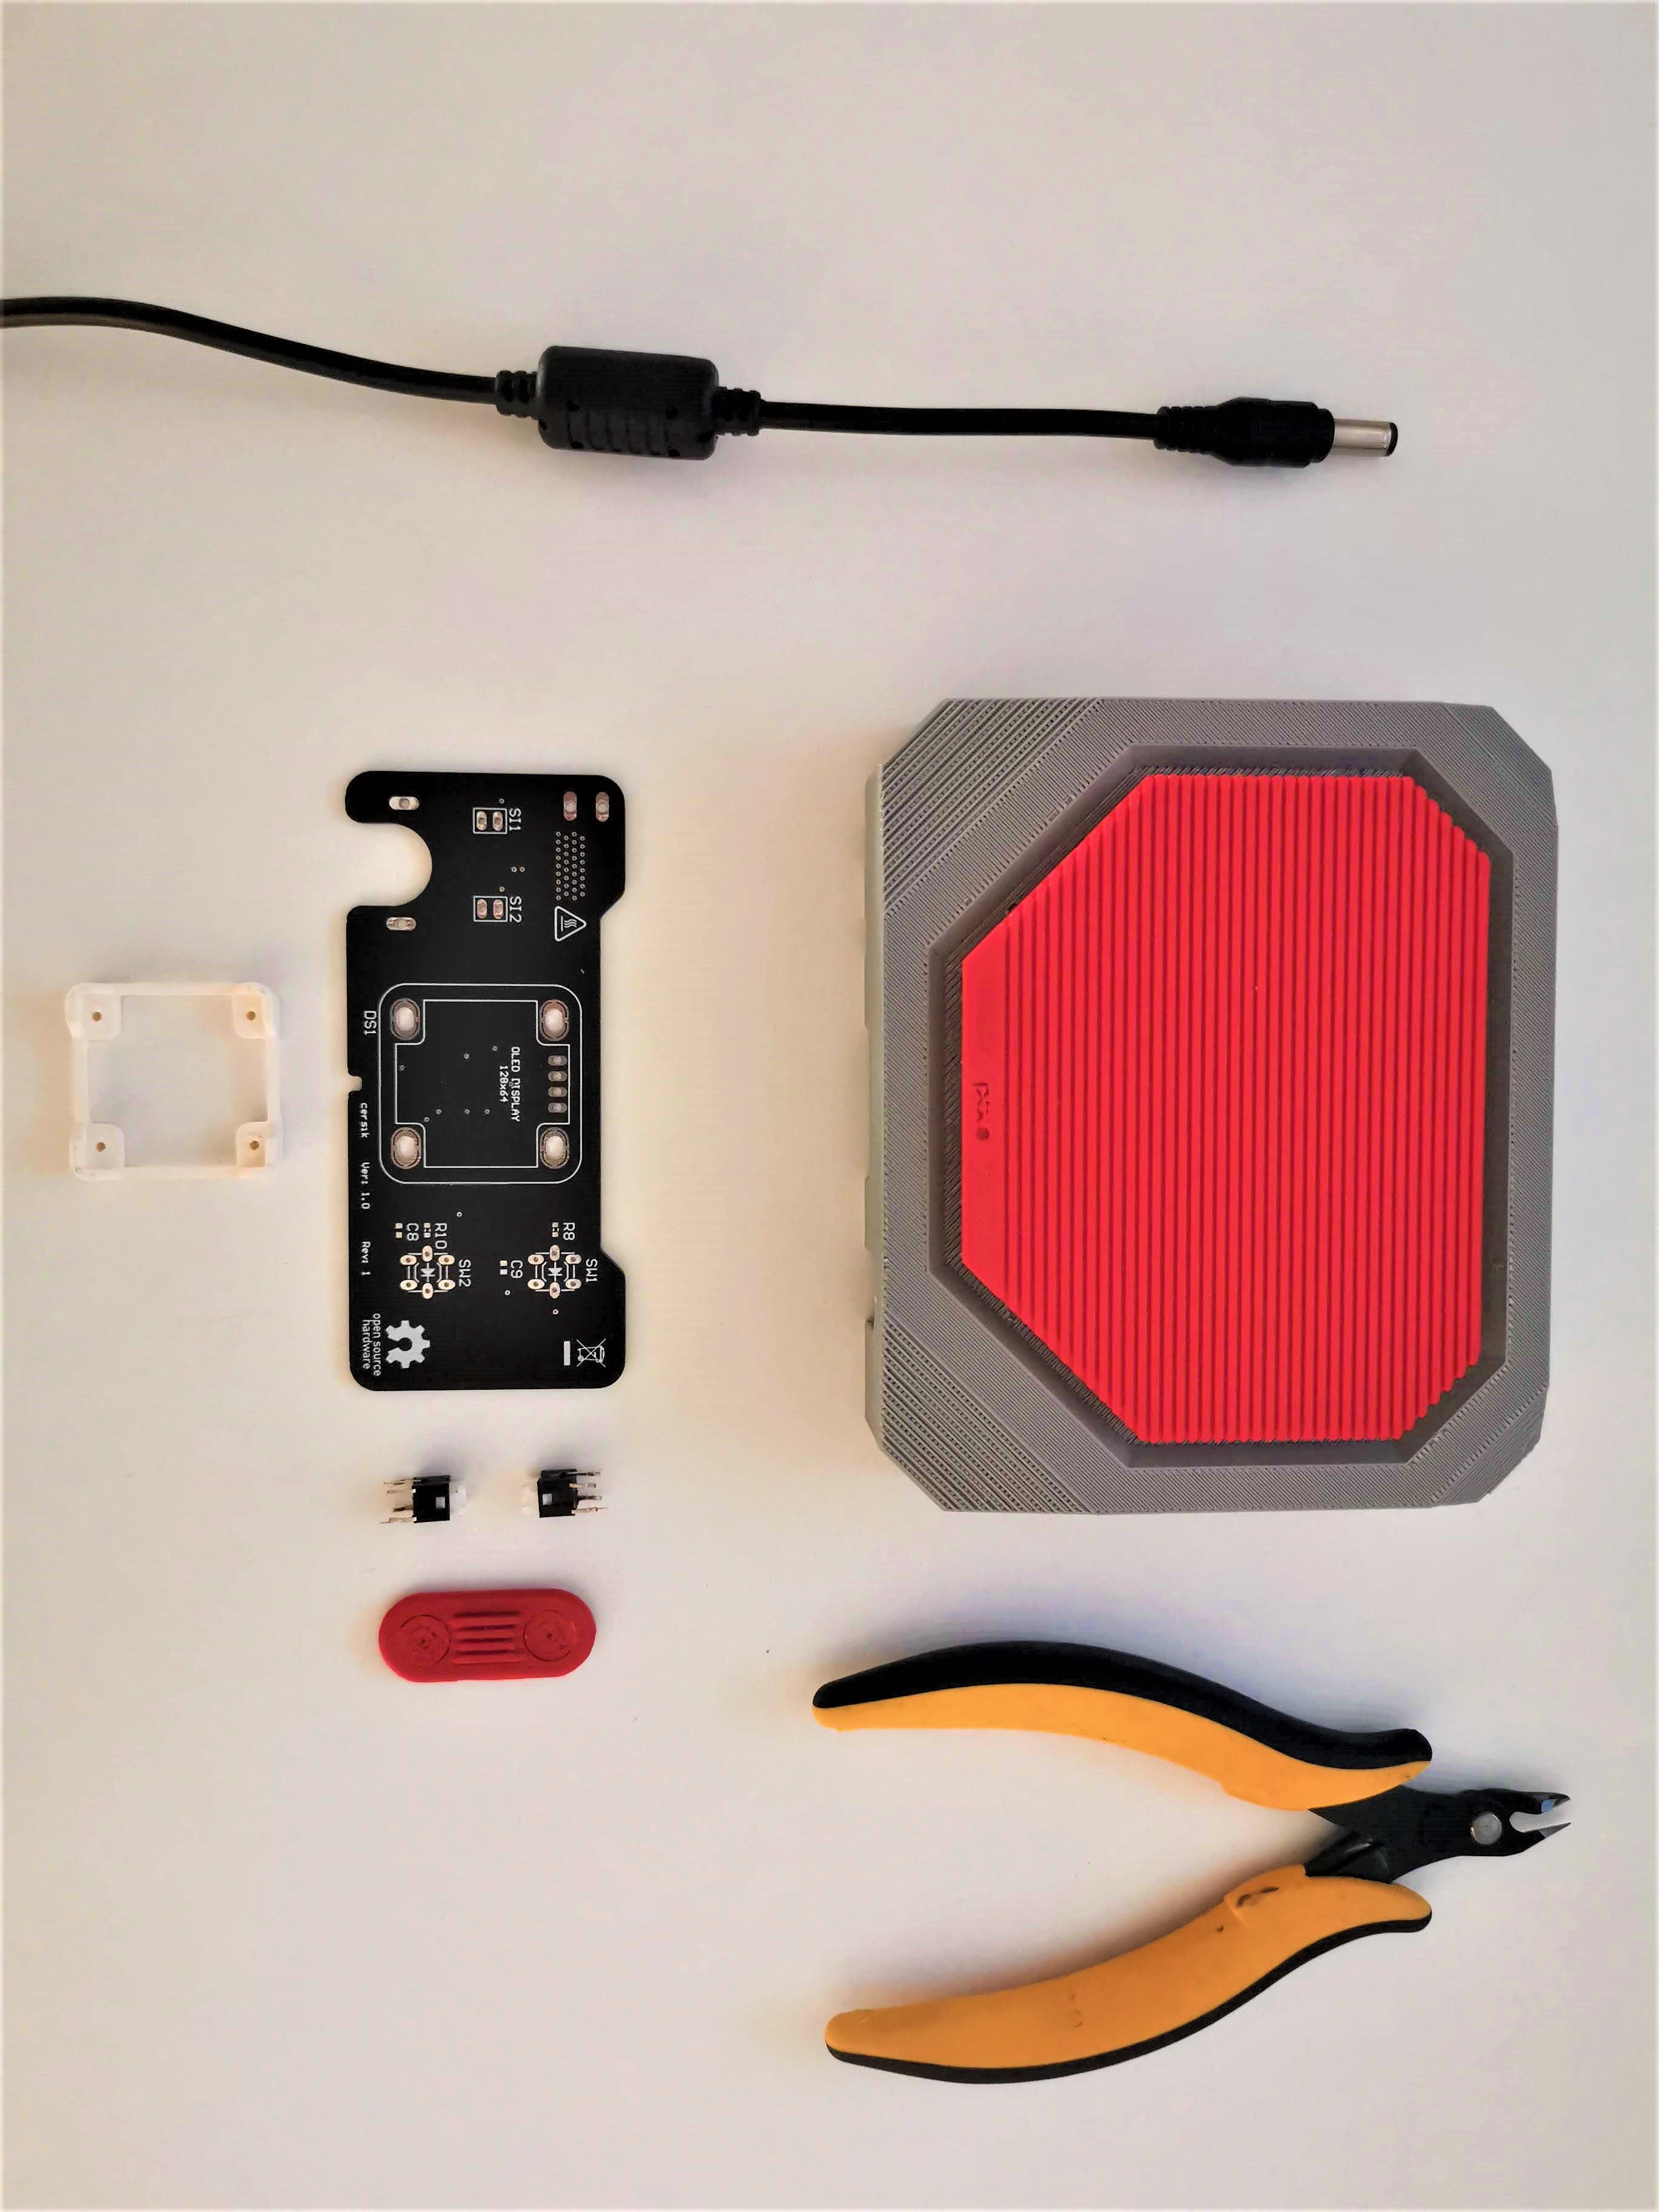 SW1
R8
SI1
SI2
OLED DISPLAY
128x64
C9
SW2
R10
C8
DS1
cersik Ver: 1.0 Rev: 1
open source
hardware